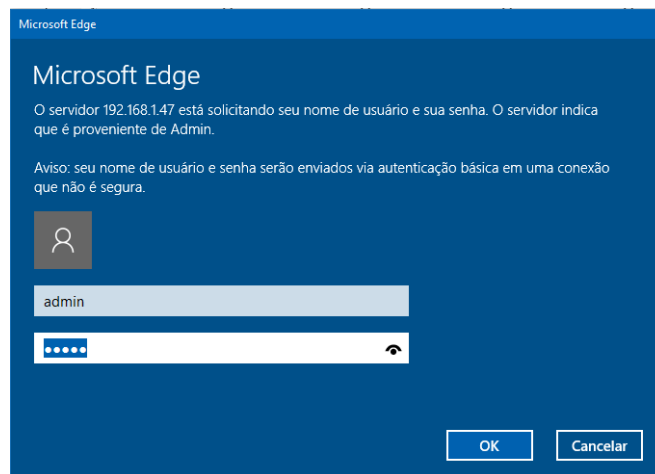 Microsoft Edge
Microsoft Edge
O servidor 192.168.1.47 está solicitando seu nome de usuário e sua senha. O servidor indica
que é proveniente de Admin.
Aviso: seu nome de usuário e senha serão enviados via autenticação básica em uma conexão
que não é segura.
admin
•••••
OK Cancelar